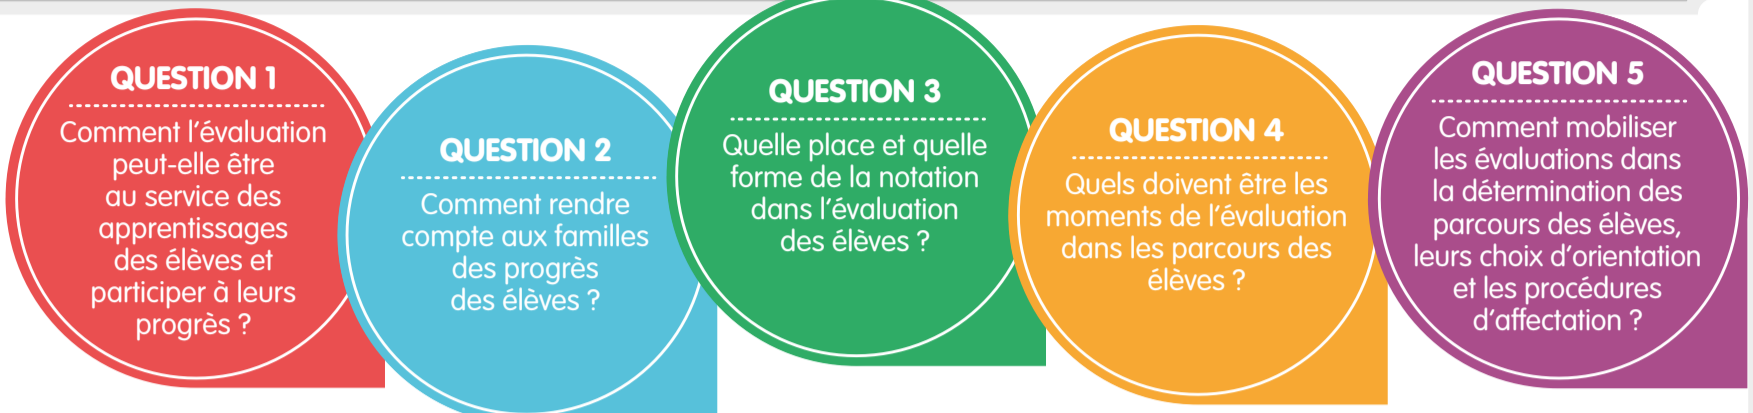 QUESTION 1
Comment l’évaluation
peut-elle être
au service des
apprentissages
des élèves et
participer à leurs
progrès ?
QUESTION 2
Comment rendre
compte aux familles
des progrès
des élèves ?
QUESTION 3
Quelle place et quelle
forme de la notation
dans l’évaluation
des élèves ?
QUESTION 4
Quels doivent être les
moments de l’évaluation
dans les parcours des
élèves ?
QUESTION 5
Comment mobiliser
les évaluations dans
la détermination des
parcours des élèves,
leurs choix d’orientation
et les procédures
d’affectation ?